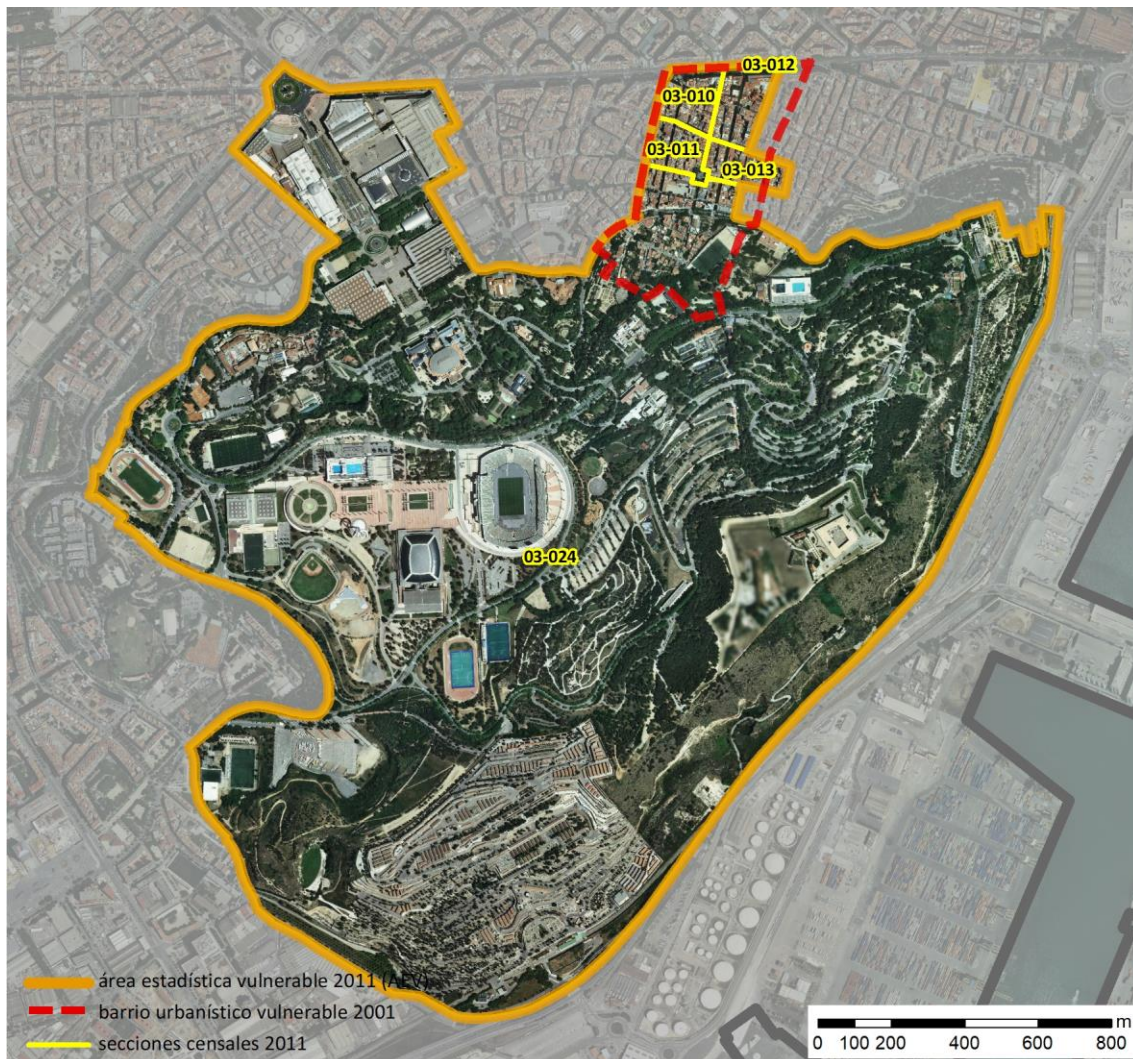 03-012
03-010
03-011
03-013
03-024
área estadística vulnerable 2011 (AEV)
barrio urbanístico vulnerable 2001
secciones censales 2011
m
0 100 200 400 600 800